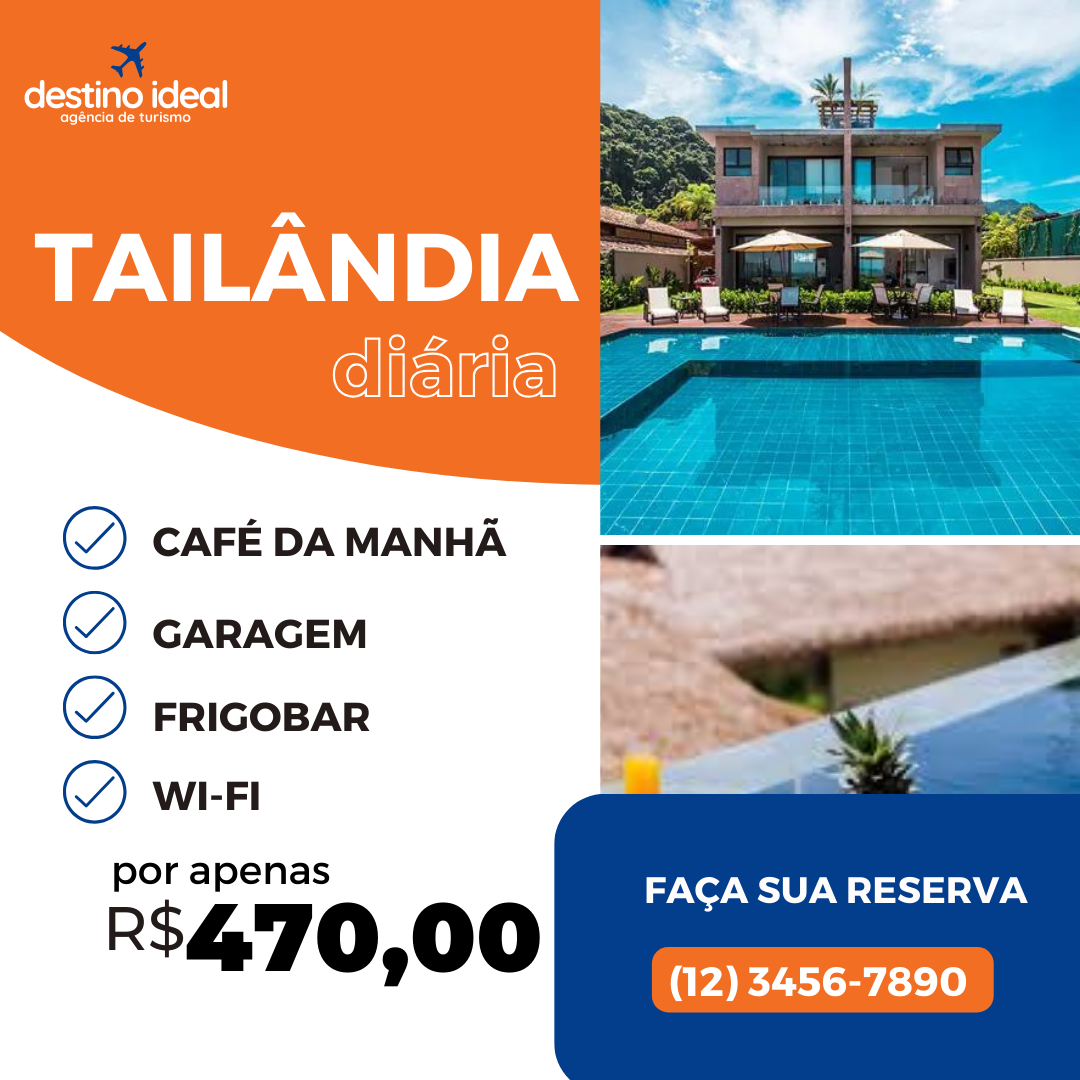 destino ideal
agência de turismo
TAILÂNDIA
diária
CAFÉ DA MANHÃ
GARAGEM
FRIGOBAR
WI-FI
por apenas
R$470,00
FAÇA SUA RESERVA
(12) 3456-7890